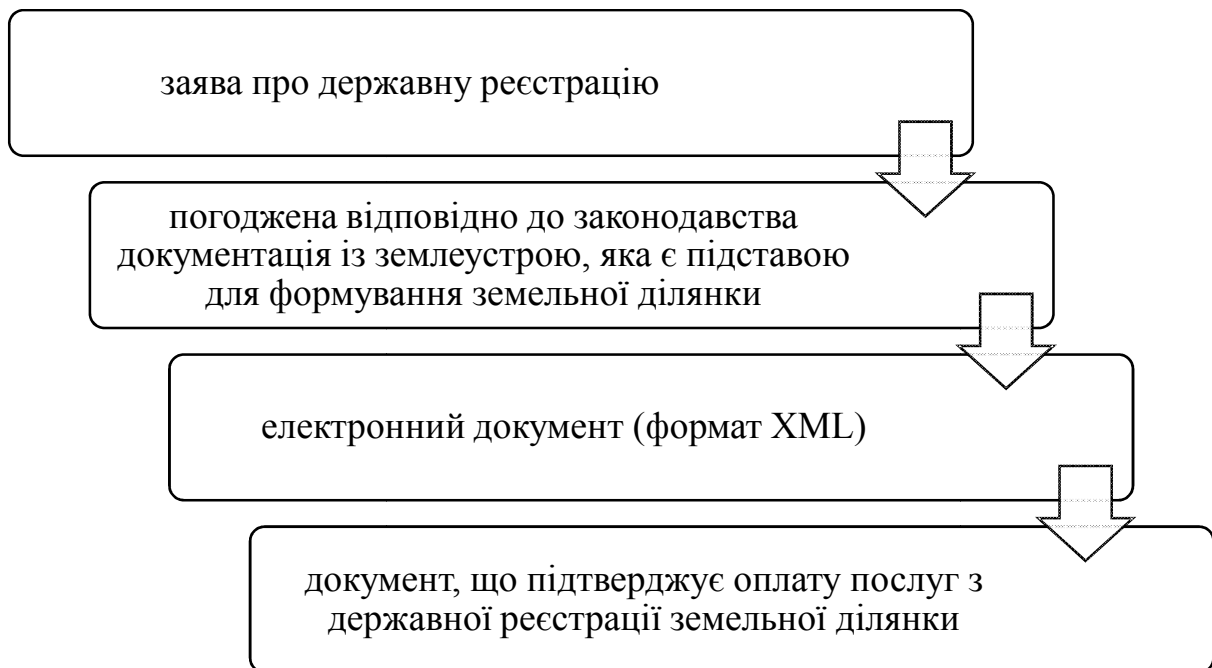 заява про державну реєстрацію
погоджена відповідно до законодавства
документація із землеустрою, яка є підставою
для формування земельної ділянки
електронний документ (формат XML)
документ, що підтверджує оплату послуг з
державної реєстрації земельної ділянки